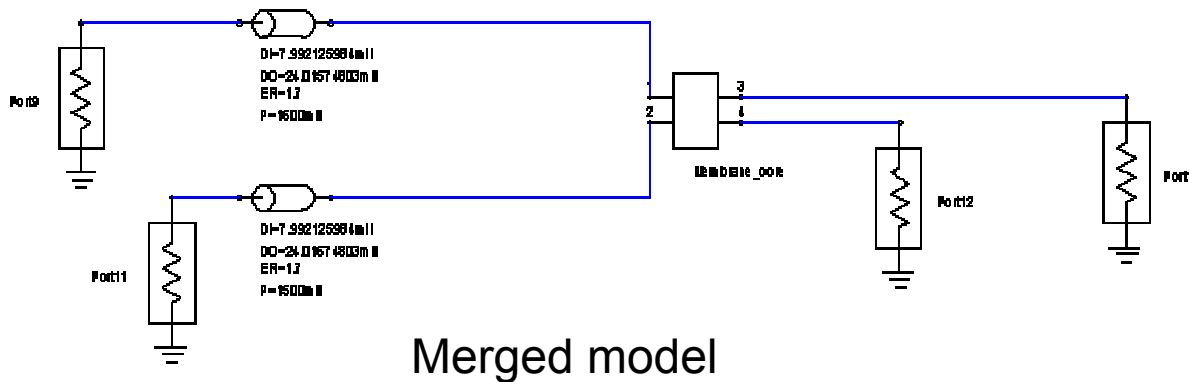 DI=7.992125984mil
DO=24.01574803mil
ER=1.7
P=1500mil
Port9
1
2
3
4
Membrane_core
Port
Port12
DI=7.992125984mil
DO=24.01574803mil
ER=1.7
P=1500mil
Port11
Merged model